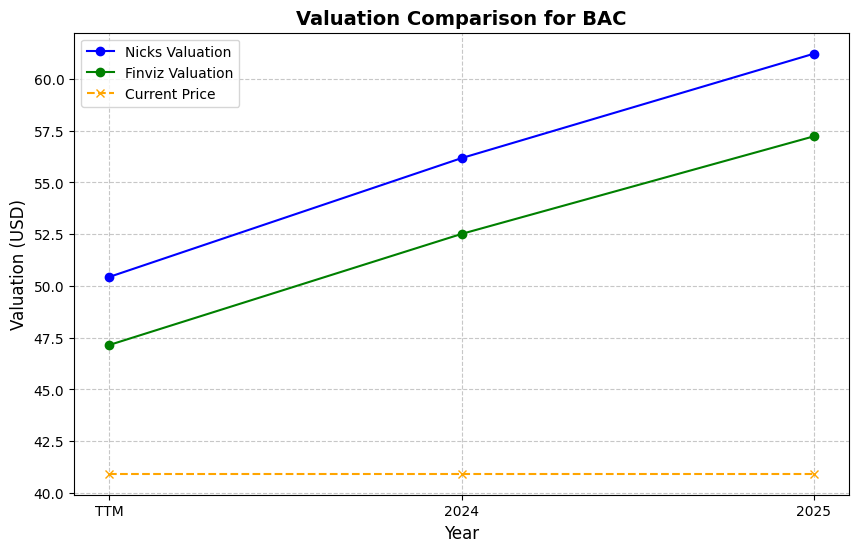 Valuation Comparison for BAC
Nicks Valuation
Finviz Valuation
Current Price
Valuation (USD)
60.0
57.5
55.0
52.5
50.0
47.5
45.0
42.5
40.0
TTM
2024
2025
Year